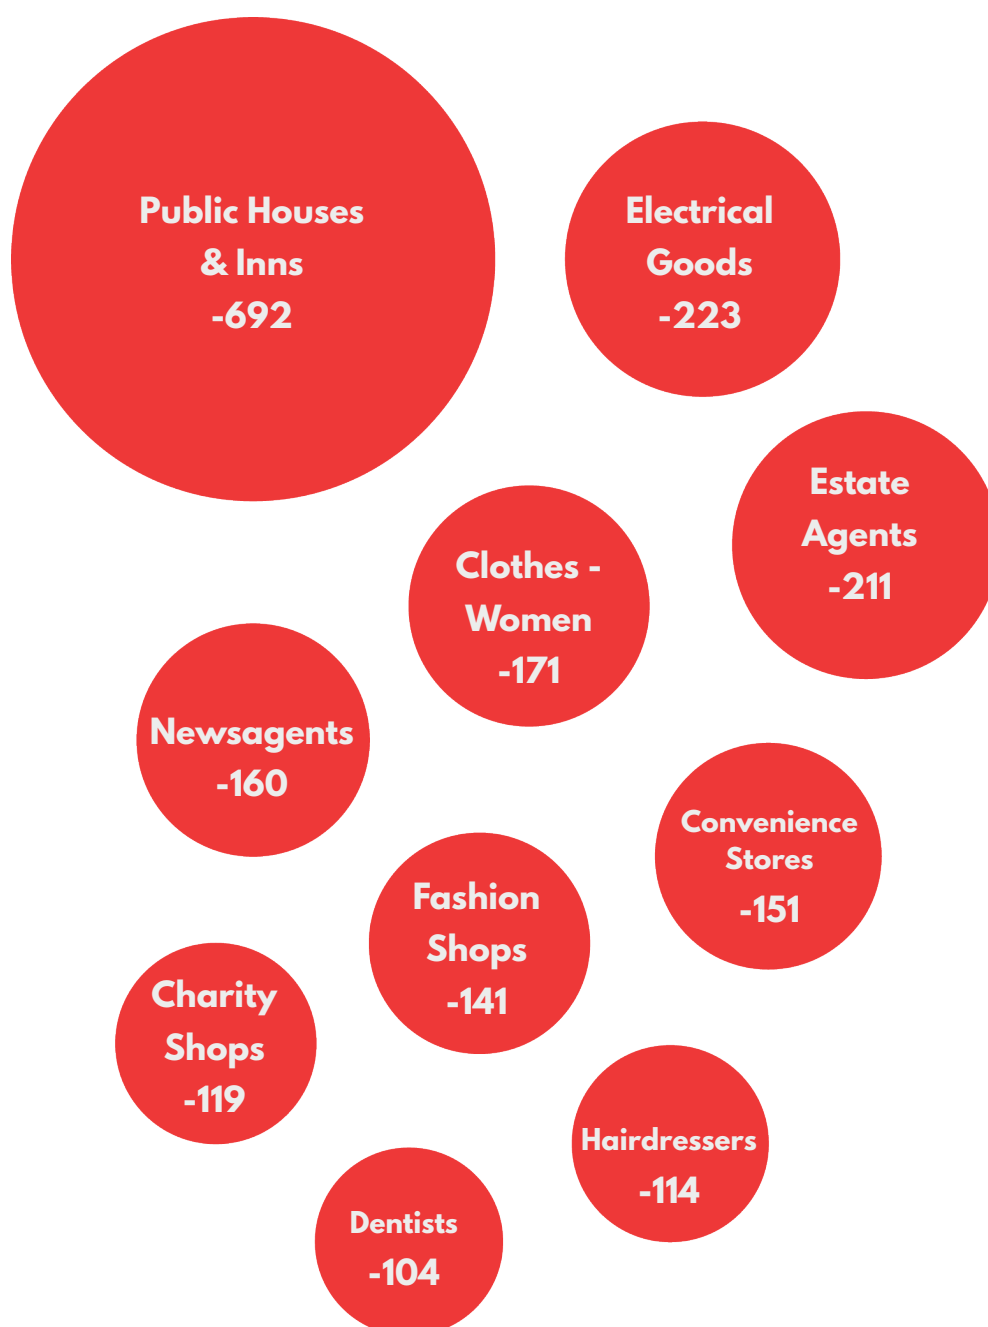 Public Houses
& Inns
-692
Electrical
Goods
-223
Estate
Agents
-211
Clothes -
Women
-171
Newsagents
-160
Convenience
Stores
-151
Fashion
Shops
-141
Charity
Shops
-119
Hairdressers
-114
Dentists
-104